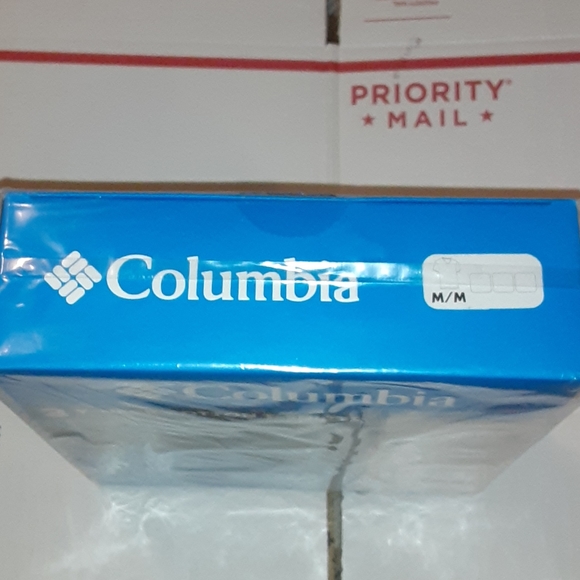 PRIORITY
★ MAIL ★
Columbia
M/M
Columbia